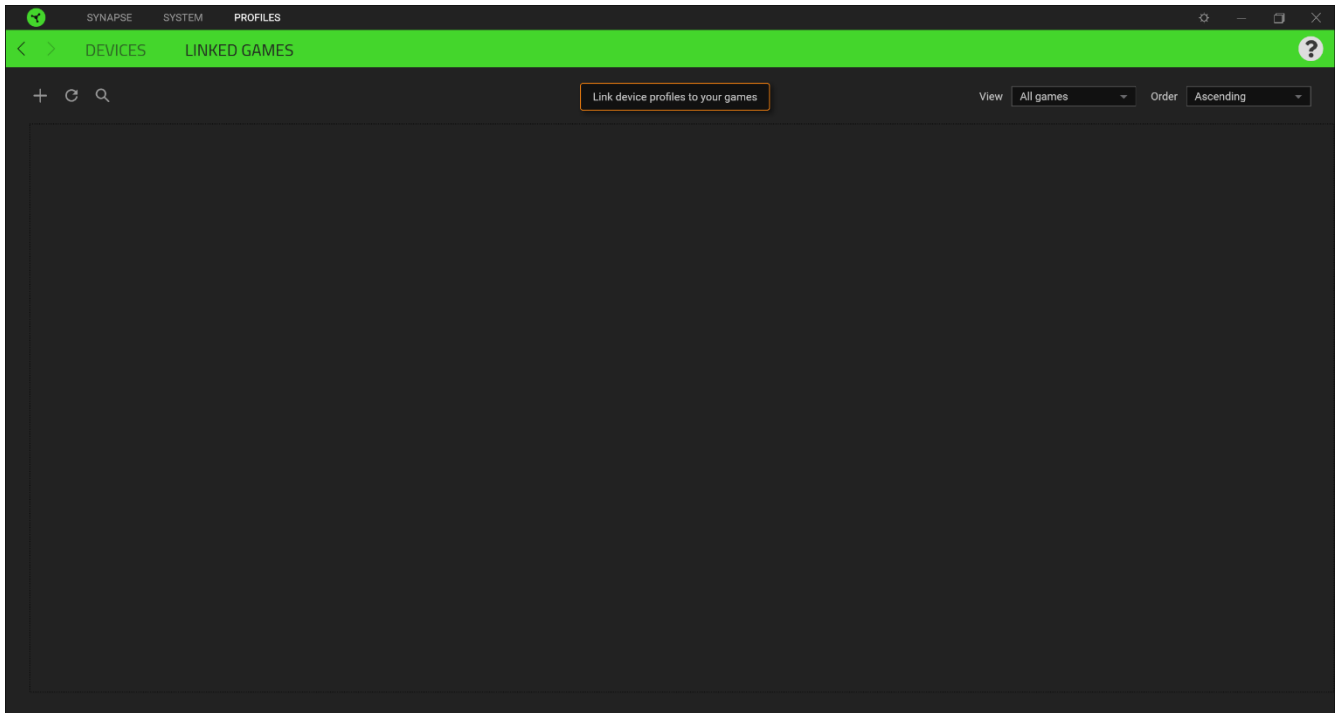 SYNAPSE SYSTEM PROFILES
DEVICES LINKED GAMES ?
Link device profiles to your games View All games Order Ascending